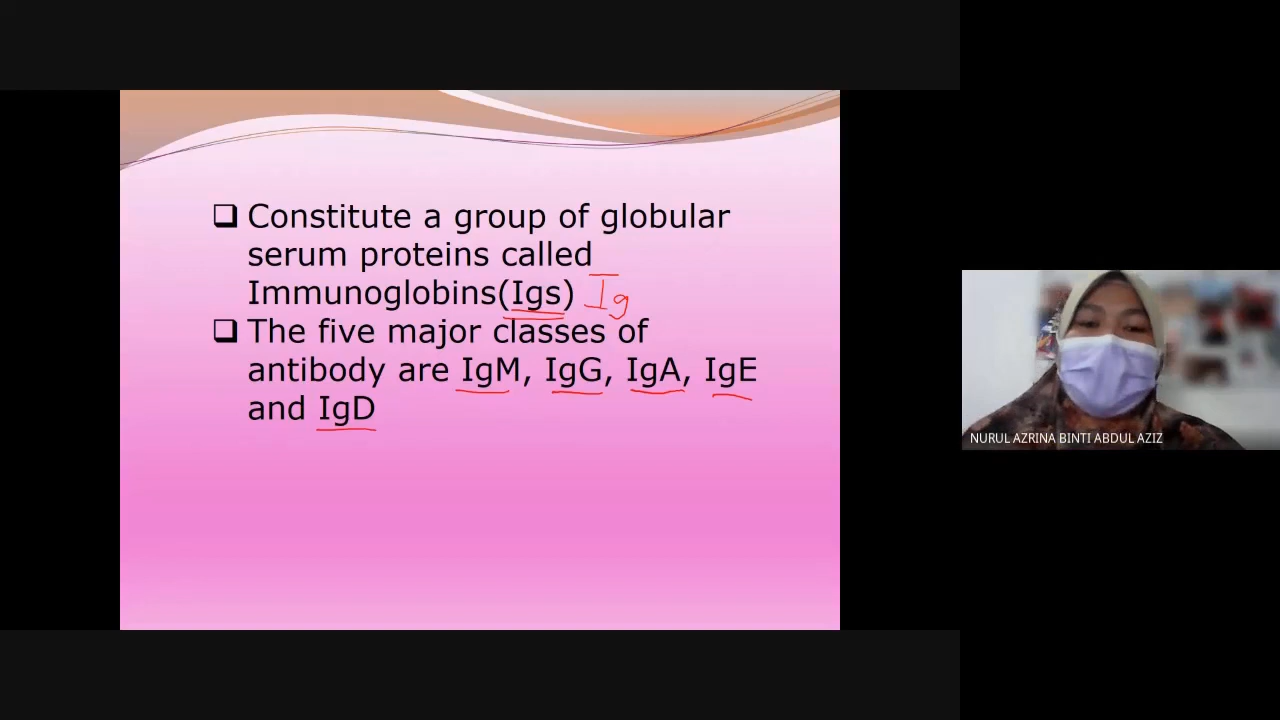 ❑ Constitute a group of globular
serum proteins called
Immunoglobins(Igs) Ig
❑ The five major classes of
antibody are IgM, IgG, IgA, IgE
and IgD
NURUL AZRINA BINTI ABDUL AZIZ